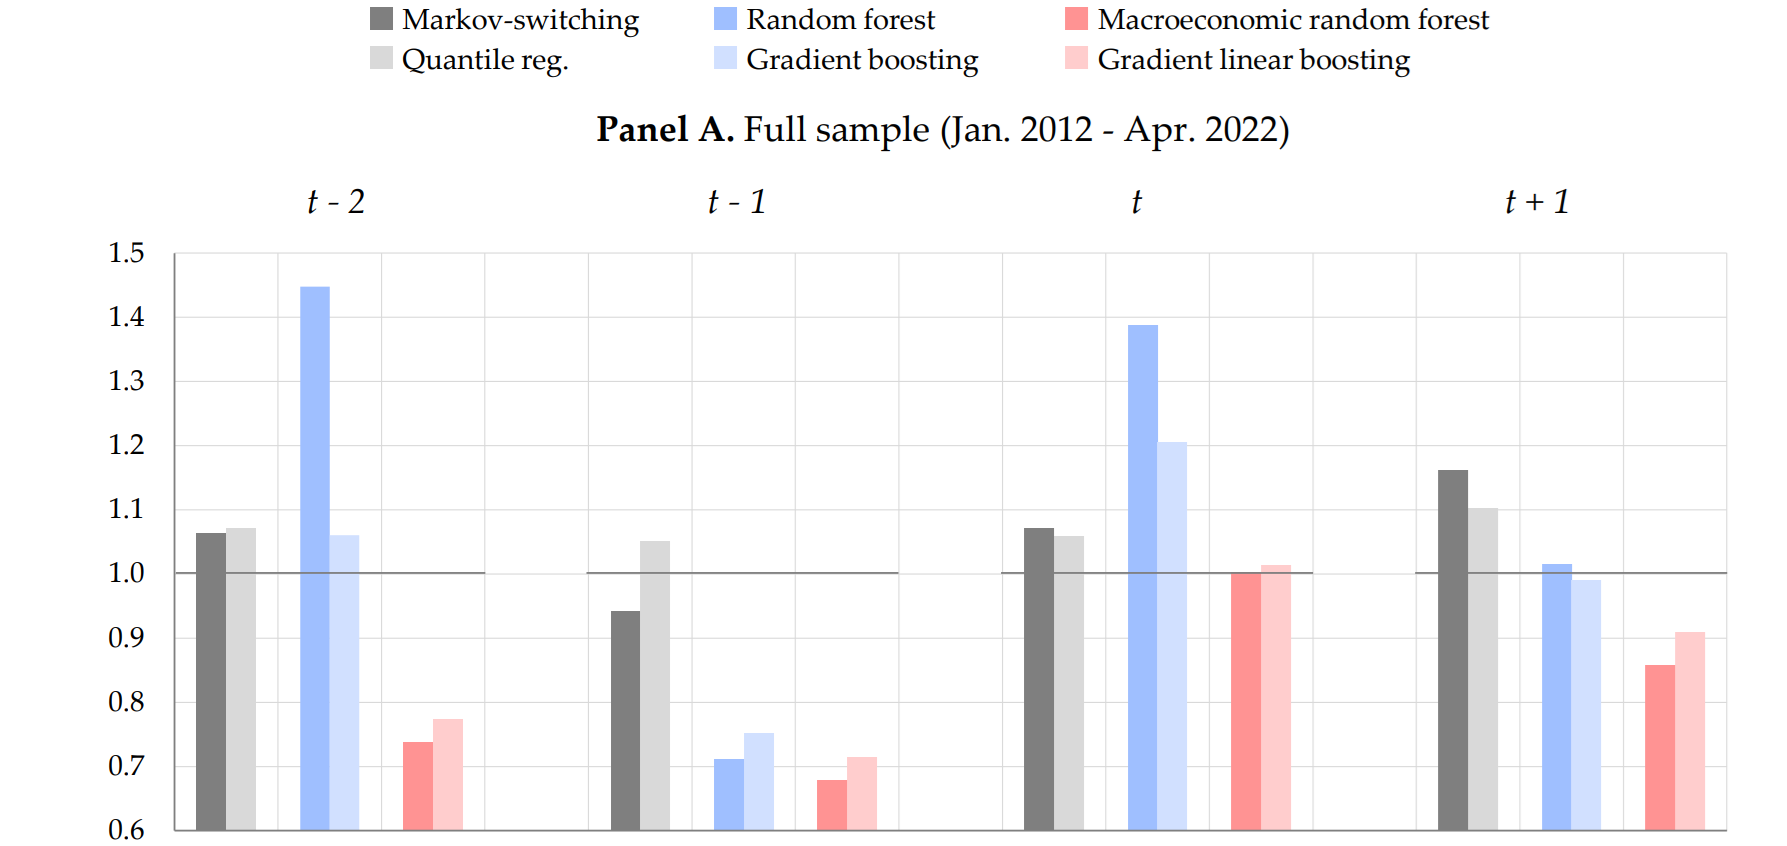 Markov-switching Random forest Macroeconomic random forest
Quantile reg. Gradient boosting Gradient linear boosting
Panel A. Full sample (Jan. 2012 - Apr. 2022)
t - 2 t - 1 t t + 1
1.5
1.4
1.3
1.2
1.1
1.0
0.9
0.8
0.7
0.6